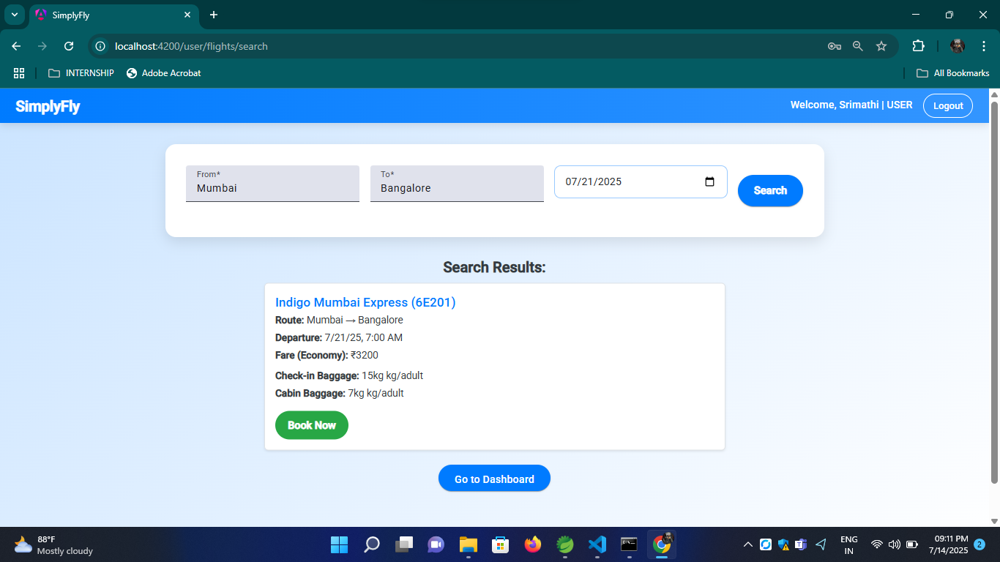 SimplyFly
localhost:4200/user/flights/search
INTERNSHIP
Adobe Acrobat
All Bookmarks
SimplyFly
Welcome, Srimathi | USER
Logout
From*
Mumbai
To*
Bangalore
07/21/2025
Search
Search Results:
Indigo Mumbai Express (6E201)
Route: Mumbai → Bangalore
Departure: 7/21/25, 7:00 AM
Fare (Economy): ₹3200
Check-in Baggage: 15kg kg/adult
Cabin Baggage: 7kg kg/adult
Book Now
Go to Dashboard
88°F
Mostly cloudy
ENG
IN
09:11 PM
7/14/2025
2